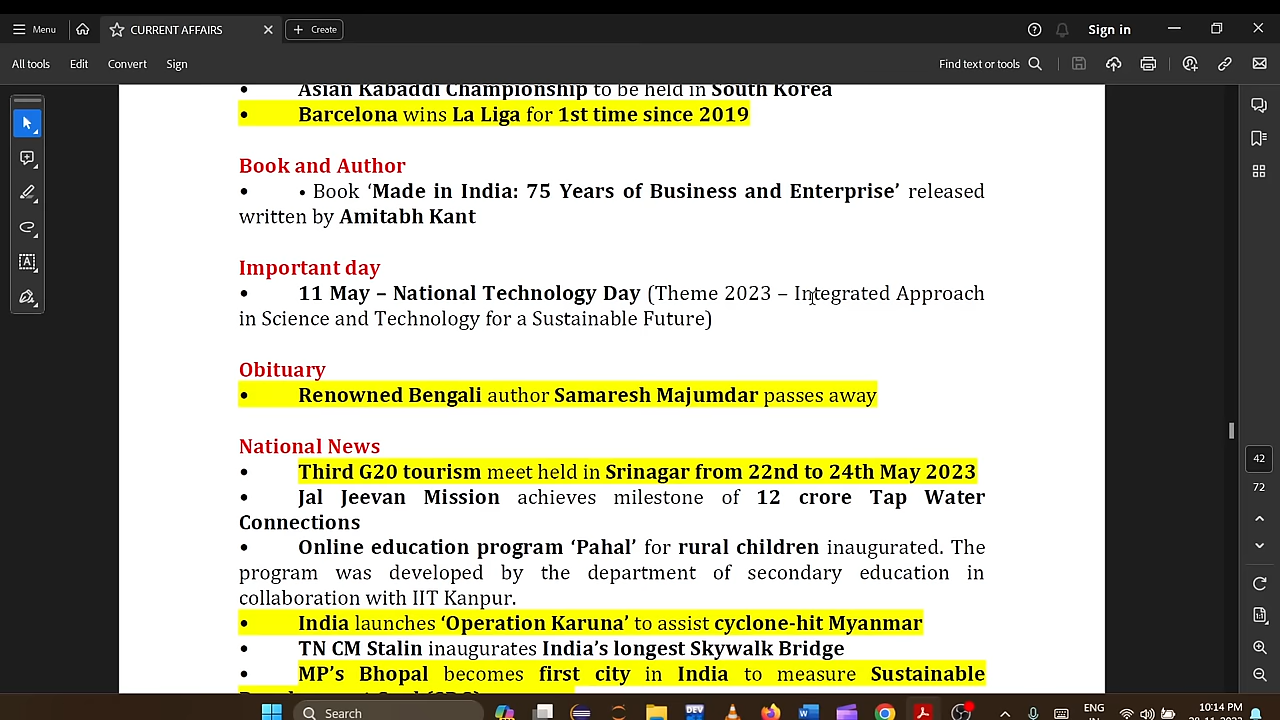 Menu
CURRENT AFFAIRS
Create
Sign in
All tools
Edit
Convert
Sign
Find text or tools
• Asian Kabaddi Championship to be held in South Korea
• Barcelona wins La Liga for 1st time since 2019
Book and Author
• • Book ‘Made in India: 75 Years of Business and Enterprise’ released
written by Amitabh Kant
Important day
• 11 May – National Technology Day (Theme 2023 – Integrated Approach
in Science and Technology for a Sustainable Future)
Obituary
• Renowned Bengali author Samaresh Majumdar passes away
National News
• Third G20 tourism meet held in Srinagar from 22nd to 24th May 2023
• Jal Jeevan Mission achieves milestone of 12 crore Tap Water
Connections
• Online education program ‘Pahal’ for rural children inaugurated. The
program was developed by the department of secondary education in
collaboration with IIT Kanpur.
• India launches ‘Operation Karuna’ to assist cyclone-hit Myanmar
• TN CM Stalin inaugurates India’s longest Skywalk Bridge
• MP’s Bhopal becomes first city in India to measure Sustainable
42
72
Search
DEV
ENG
10:14 PM